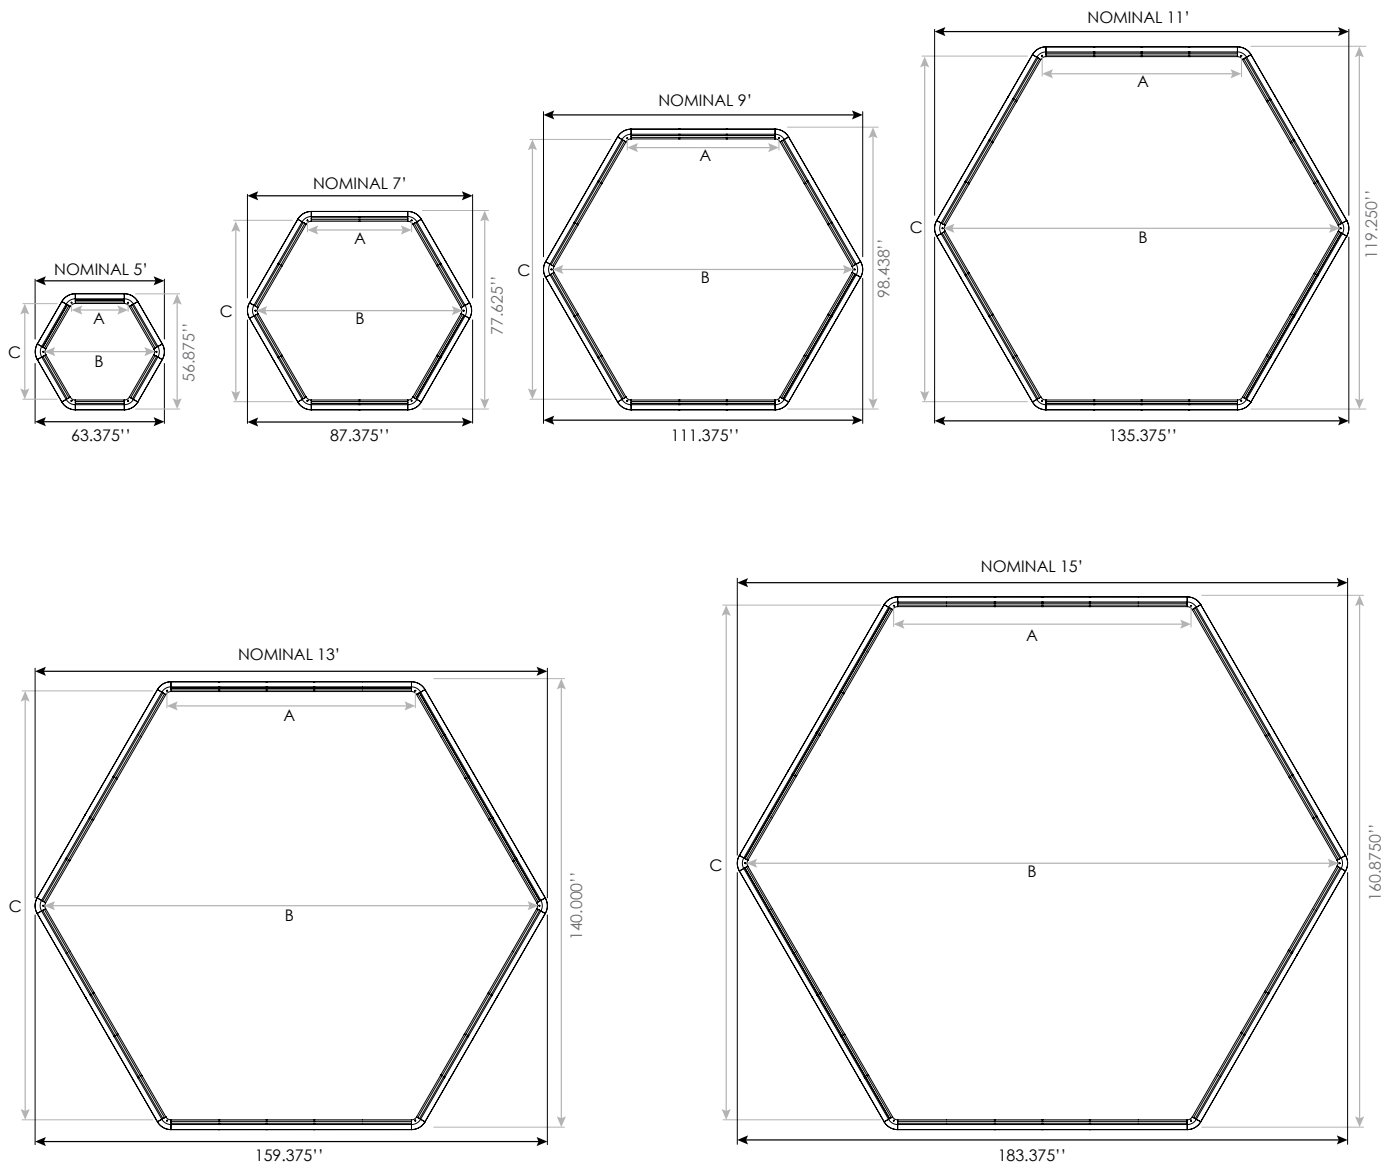 NOMINAL 5’
A
B
C
56.875’’
63.375’’
NOMINAL 7’
A
B
C
77.625’’
87.375’’
NOMINAL 9’
A
B
C
98.438’’
111.375’’
NOMINAL 11’
A
B
C
119.250’’
135.375’’
NOMINAL 13’
A
B
C
140.000’’
159.375’’
NOMINAL 15’
A
B
C
160.8750’’
183.375’’